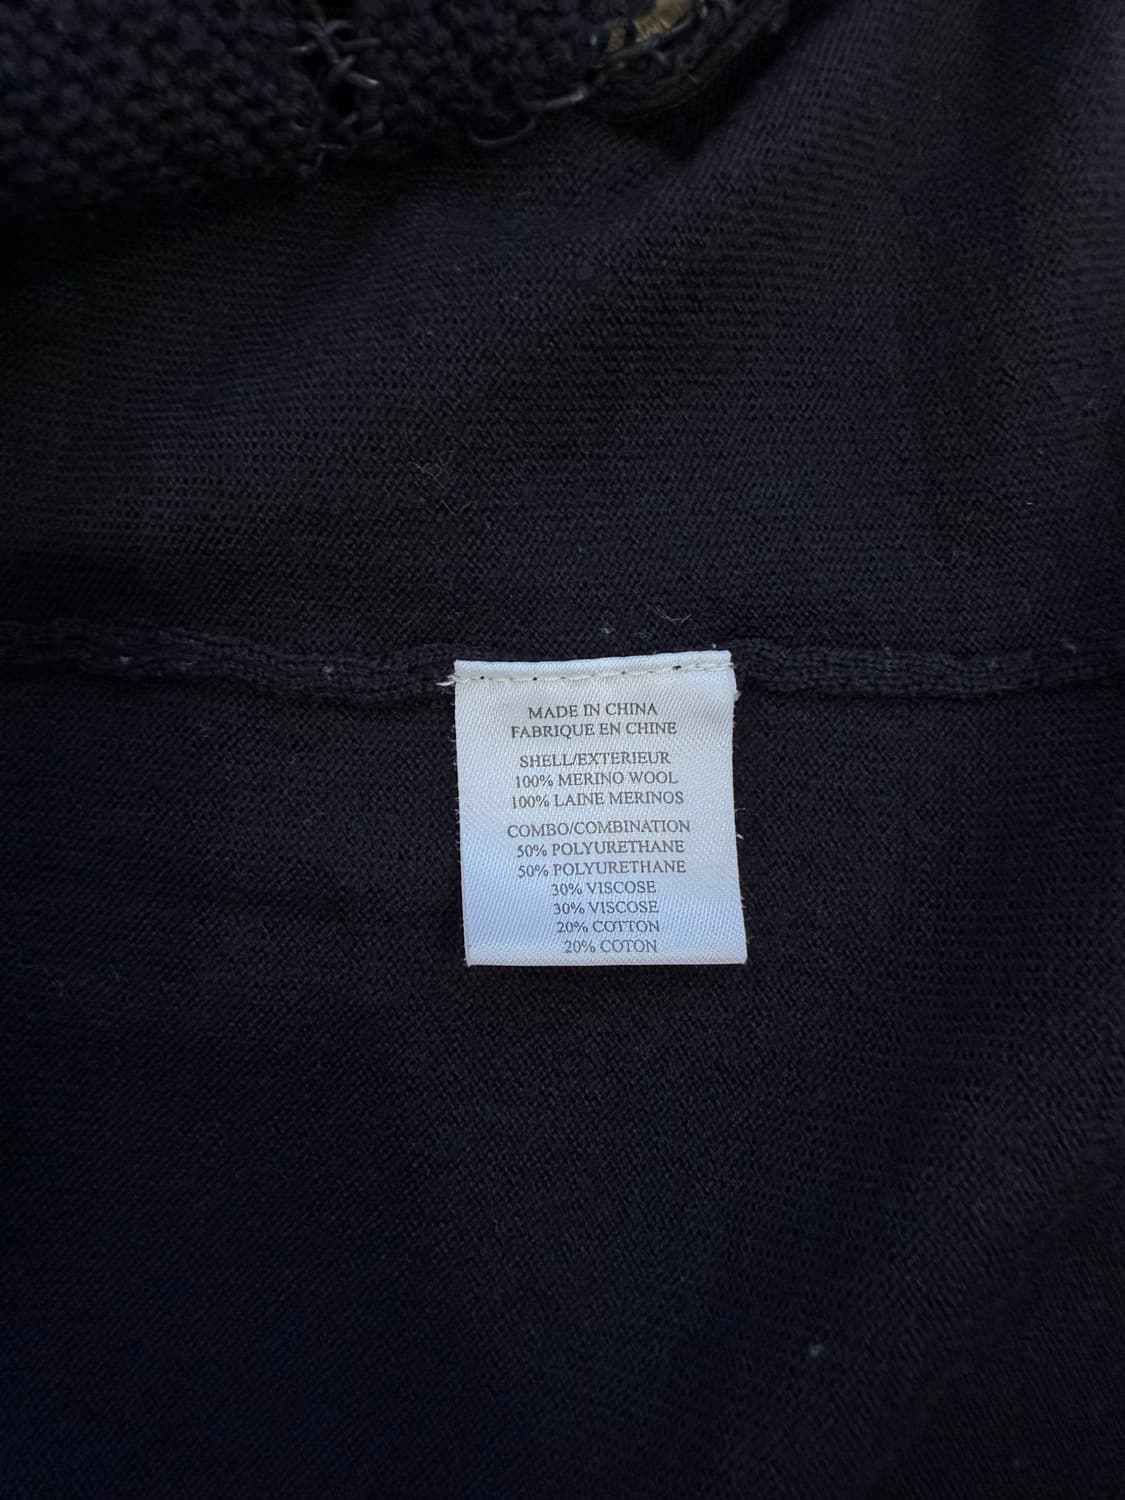 MADE IN CHINA
FABRIQUE EN CHINE
SHELL/EXTERIEUR
100% MERINO WOOL
100% LAINE MERINOS
COMBO/COMBINATION
50% POLYURETHANE
50% POLYURETHANE
30% VISCOSE
30% VISCOSE
20% COTTON
20% COTON